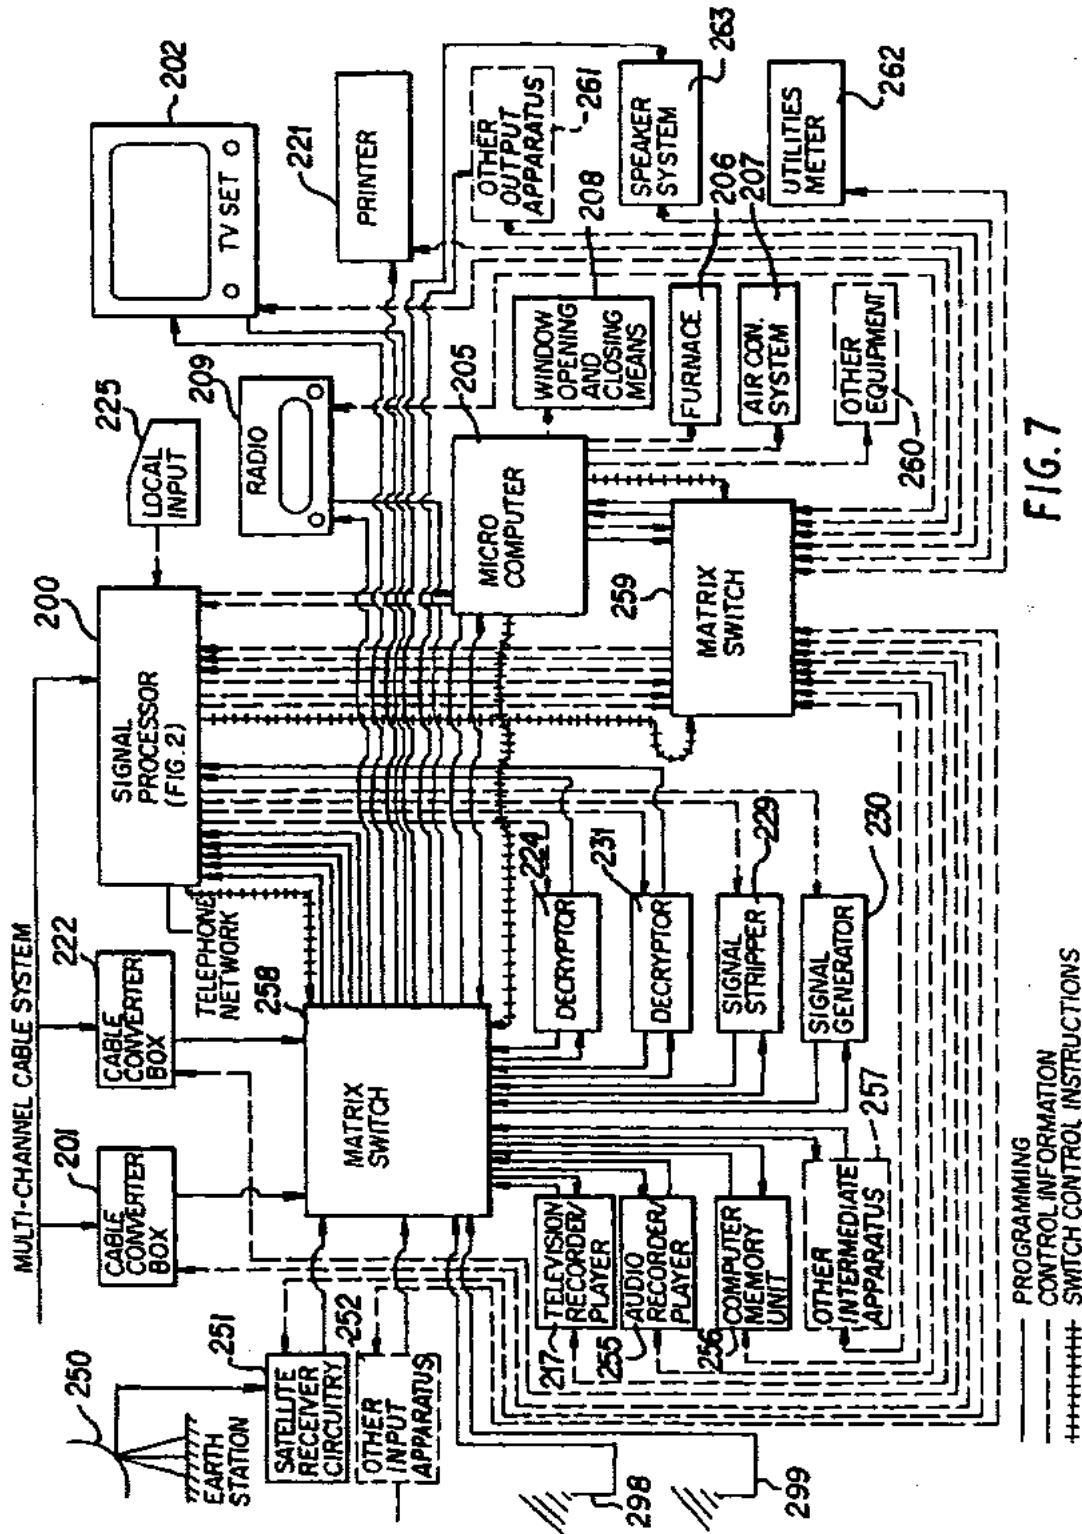 MULTI-CHANNEL CABLE SYSTEM
250
EARTH
STATION
251
SATELLITE
RECEIVER
CIRCUITRY
252
OTHER
INPUT
APPARATUS
298
299
201
CABLE
CONVERTER
BOX
222
CABLE
CONVERTER
BOX
TELEPHONE
NETWORK
200
SIGNAL
PROCESSOR
(FIG. 2)
225
LOCAL
INPUT
209
RADIO
202
TV SET
221
PRINTER
258
MATRIX
SWITCH
205
MICRO
COMPUTER
OTHER
OUTPUT
APPARATUS
261
SPEAKER
SYSTEM
263
UTILITIES
METER
262
WINDOW
OPENING
AND
CLOSING
MEANS
208
FURNACE
206
AIR CON.
SYSTEM
207
OTHER
EQUIPMENT
260
259
MATRIX
SWITCH
224
DECRYPTOR
231
DECRYPTOR
SIGNAL
STRIPPER
229
SIGNAL
GENERATOR
230
TELEVISION
RECORDER/
PLAYER
217
AUDIO
RECORDER/
PLAYER
255
COMPUTER
MEMORY
UNIT
256
OTHER
INTERMEDIATE
APPARATUS
257
PROGRAMMING
CONTROL INFORMATION
SWITCH CONTROL INSTRUCTIONS
FIG. 7